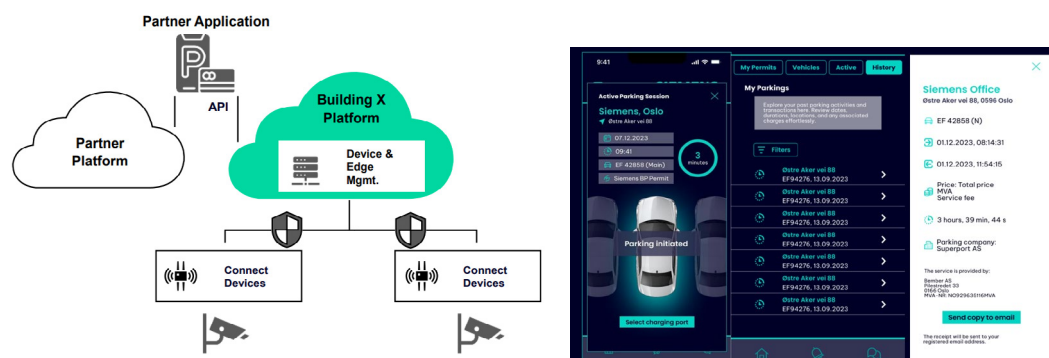 Partner Application
API
Partner
Platform
Building X
Platform
Device &
Edge
Mgmt.
Connect
Devices
Connect
Devices
9:41
Active Parking Session
Siemens, Oslo
Østre Aker vei 88
07.12.2023
09:41
EF 42858 (Main)
Siemens BP Permit
3
minutes
Parking initiated
Select charging port
My Permits
Vehicles
Active
History
My Parkings
Explore your past parking activities and
transactions here. Review dates,
durations, locations, and any associated
charges effortlessly.
Filters
Østre Aker vei 88
EF94276, 13.09.2023
Østre Aker vei 88
EF94276, 13.09.2023
Østre Aker vei 88
EF94276, 13.09.2023
Østre Aker vei 88
EF94276, 13.09.2023
Østre Aker vei 88
EF94276, 13.09.2023
Østre Aker vei 88
EF94276, 13.09.2023
Østre Aker vei 88
EF94276, 13.09.2023
Siemens Office
Østre Aker vei 88, 0596 Oslo
EF 42858 (N)
01.12.2023, 08:14:31
01.12.2023, 11:54:15
Price: Total price
MVA
Service fee
3 hours, 39 min, 44 s
Parking company:
Superport AS
The service is provided by:
Bember AS
Pilestredet 33
0166 Oslo
MVA-NR: NO929635116MVA
Send copy to email
The receipt will be sent to your
registered email address.